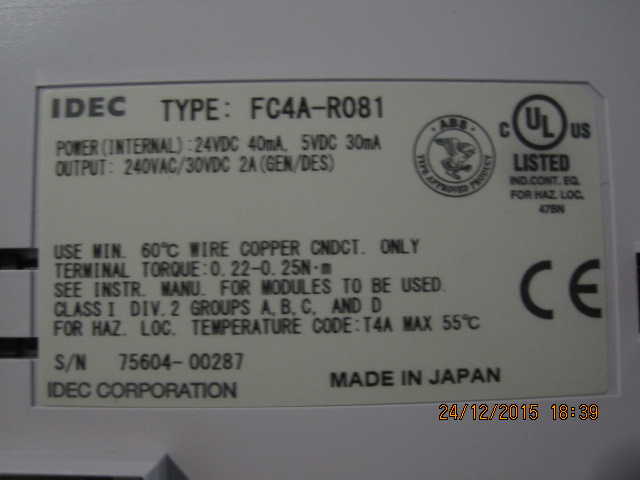 IDEC TYPE: FC4A-R081
POWER(INTERNAL):24VDC 40mA, 5VDC 30mA
OUTPUT: 240VAC/30VDC 2A(GEN/DES)
A.B.S.
TYPE APPROVED PRODUCT
C UL US
LISTED
IND.CONT. EQ.
FOR HAZ. LOC.
47BN
USE MIN. 60℃ WIRE COPPER CNDCT. ONLY
TERMINAL TORQUE:0.22-0.25N·m
SEE INSTR. MANU. FOR MODULES TO BE USED.
CLASS I DIV.2 GROUPS A,B,C, AND D
FOR HAZ. LOC. TEMPERATURE CODE:T4A MAX 55℃
CE
S/N 75604-00287
IDEC CORPORATION MADE IN JAPAN
24/12/2015 18:39